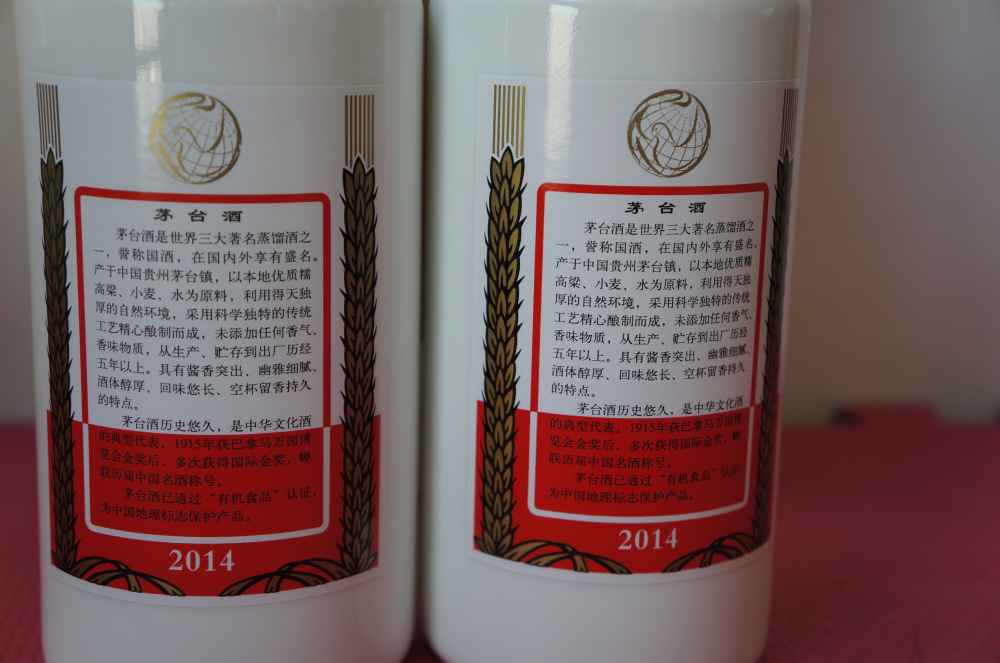 茅台酒
茅台酒是世界三大著名蒸馏酒之
一，誉称国酒，在国内外享有盛名。
产于中国贵州茅台镇，以本地优质糯
高粱、小麦、水为原料，利用得天独
厚的自然环境，采用科学独特的传统
工艺精心酿制而成，未添加任何香气、
香味物质，从生产、贮存到出厂历经
五年以上。具有酱香突出、幽雅细腻、
酒体醇厚、回味悠长、空杯留香持久
的特点。
茅台酒历史悠久，是中华文化酒
的典型代表。1915年获巴拿马万国博
览会金奖后，多次获得国际金奖，蝉
联历届中国名酒称号。
茅台酒已通过“有机食品”认证，
为中国地理标志保护产品。
2014
茅台酒
茅台酒是世界三大著名蒸馏酒之
一，誉称国酒，在国内外享有盛名。
产于中国贵州茅台镇，以本地优质糯
高粱、小麦、水为原料，利用得天独
厚的自然环境，采用科学独特的传统
工艺精心酿制而成，未添加任何香气、
香味物质，从生产、贮存到出厂历经
五年以上。具有酱香突出、幽雅细腻、
酒体醇厚、回味悠长、空杯留香持久
的特点。
茅台酒历史悠久，是中华文化酒
的典型代表。1915年获巴拿马万国博
览会金奖后，多次获得国际金奖，蝉
联历届中国名酒称号。
茅台酒已通过“有机食品”认证，
为中国地理标志保护产品。
2014